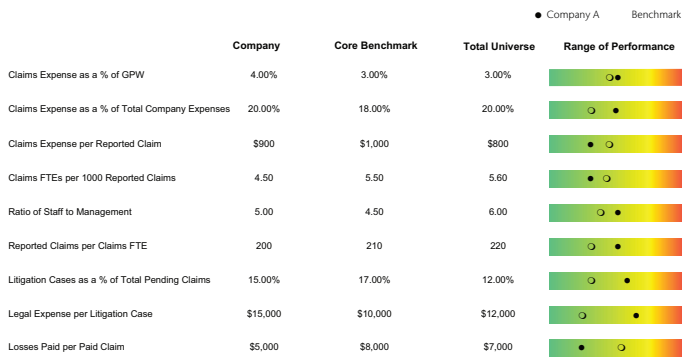 Company A Benchmark
Company Core Benchmark Total Universe Range of Performance
Claims Expense as a % of GPW 4.00% 3.00% 3.00%
Claims Expense as a % of Total Company Expenses 20.00% 18.00% 20.00%
Claims Expense per Reported Claim $900 $1,000 $800
Claims FTEs per 1000 Reported Claims 4.50 5.50 5.60
Ratio of Staff to Management 5.00 4.50 6.00
Reported Claims per Claims FTE 200 210 220
Litigation Cases as a % of Total Pending Claims 15.00% 17.00% 12.00%
Legal Expense per Litigation Case $15,000 $10,000 $12,000
Losses Paid per Paid Claim $5,000 $8,000 $7,000